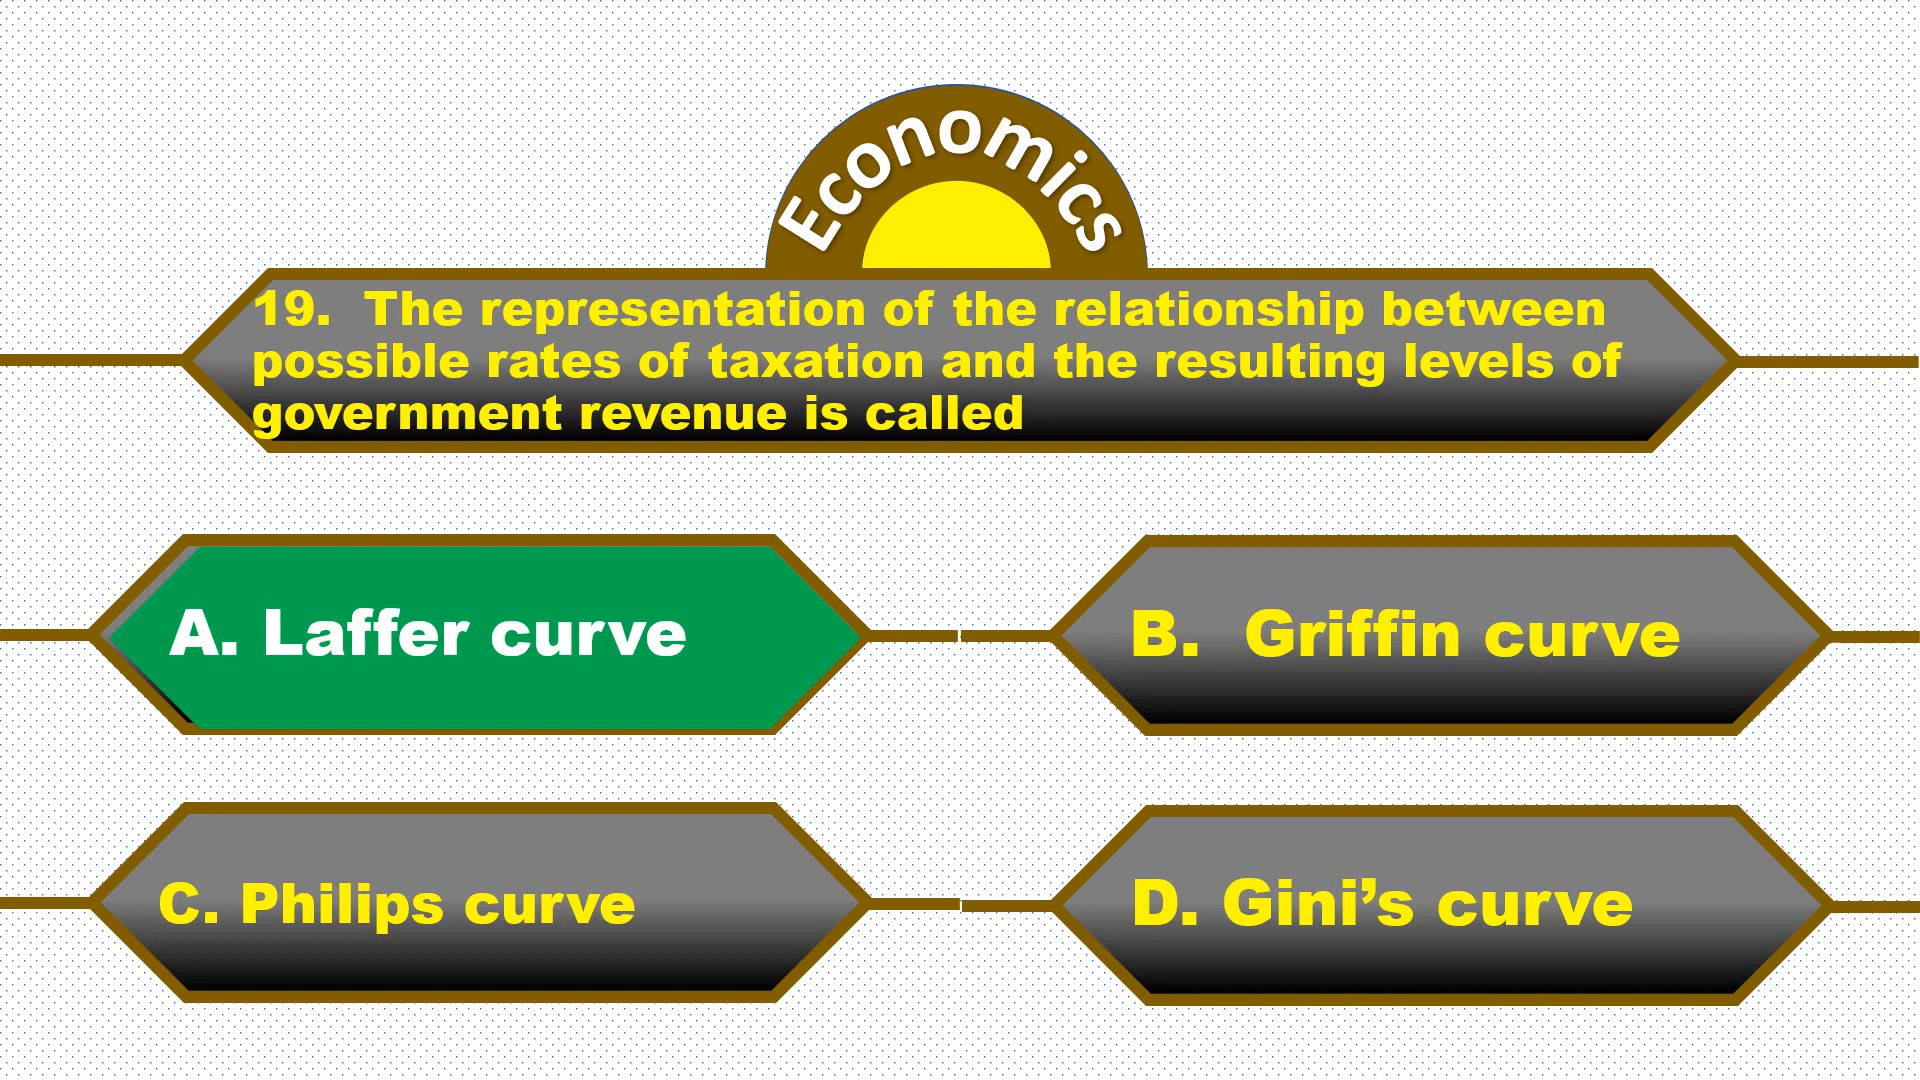 Economics
19. The representation of the relationship between
possible rates of taxation and the resulting levels of
government revenue is called
A. Laffer curve
B. Griffin curve
C. Philips curve
D. Gini’s curve